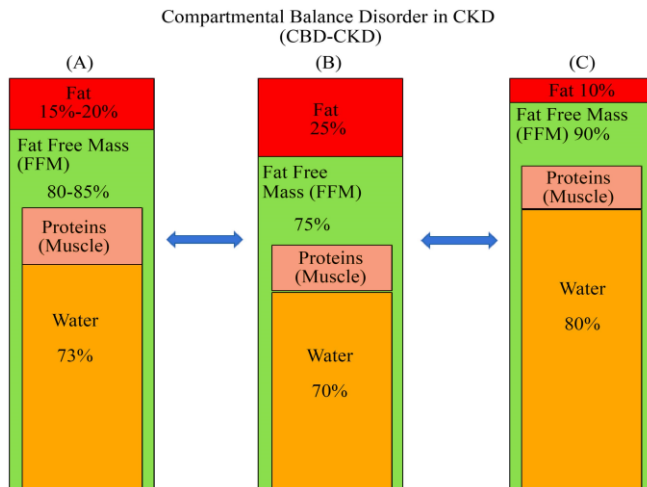 Compartmental Balance Disorder in CKD
(CBD-CKD)
(A)
Fat
15%-20%
Fat Free Mass
(FFM)
80-85%
Proteins
(Muscle)
Water
73%
(B)
Fat
25%
Fat Free
Mass (FFM)
75%
Proteins
(Muscle)
Water
70%
(C)
Fat 10%
Fat Free Mass
(FFM) 90%
Proteins
(Muscle)
Water
80%